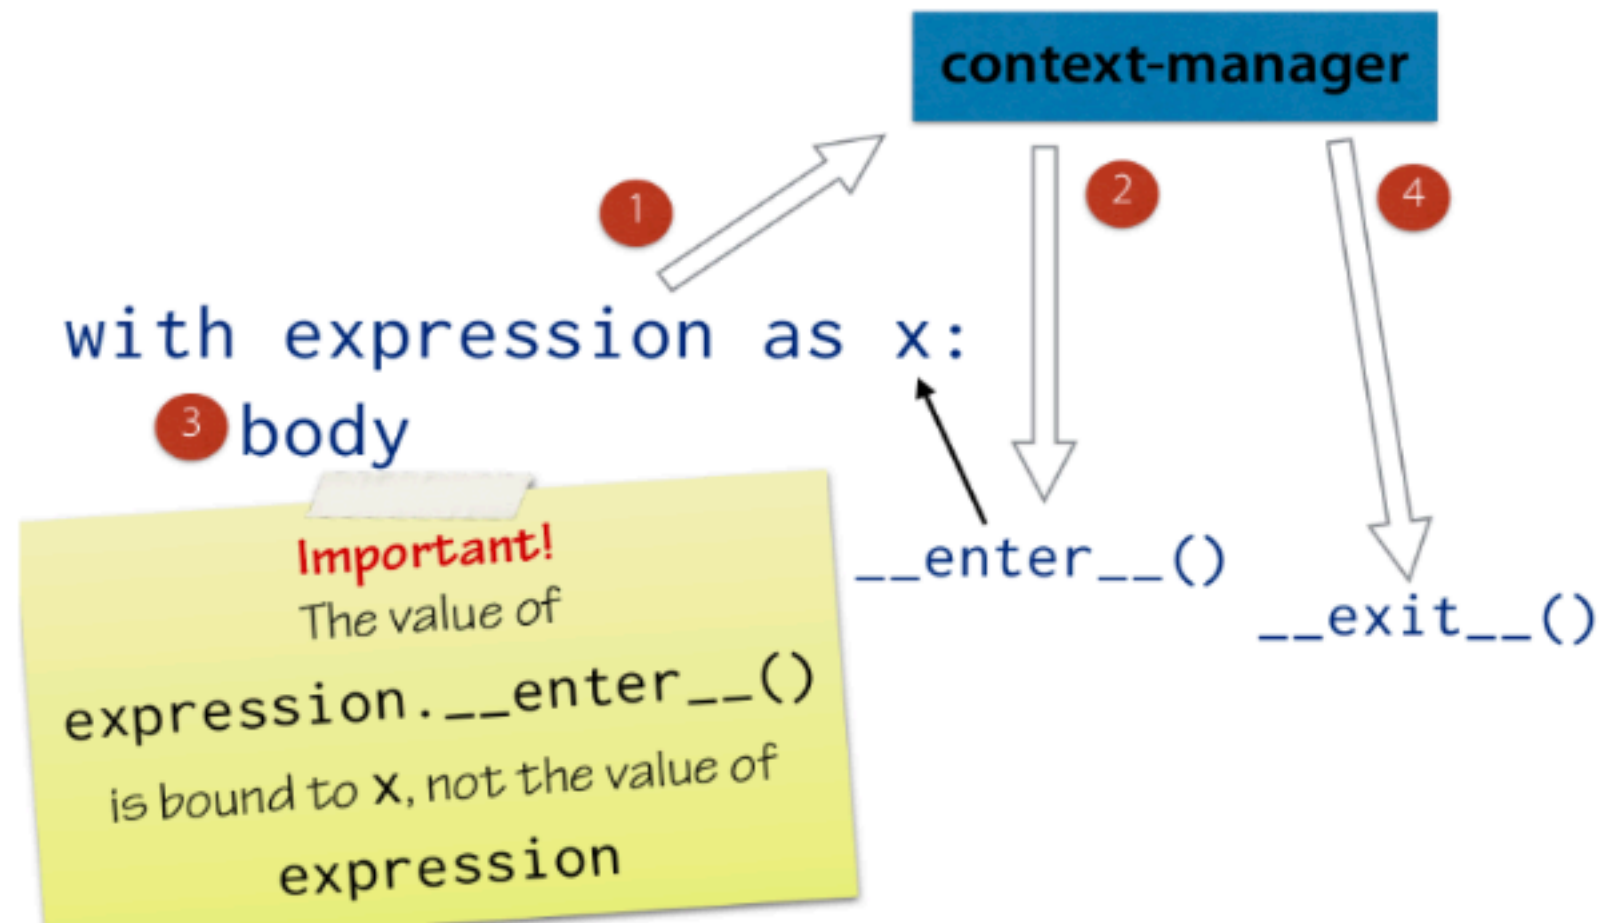 context-manager
1
2
4
with expression as x:
3 body
__enter__()
__exit__()
Important!
The value of
expression.__enter__()
is bound to x, not the value of
expression